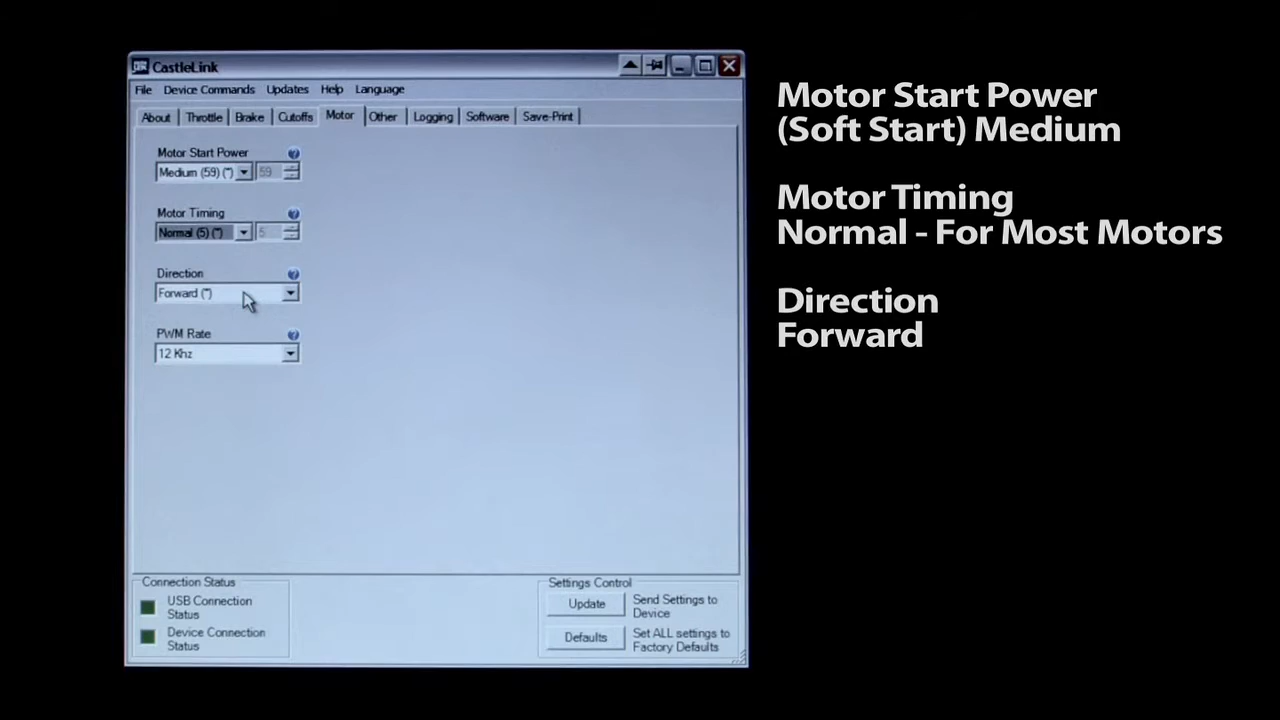 CastleLink
File Device Commands Updates Help Language
About Throttle Brake Cutoffs Motor Other Logging Software Save-Print
Motor Start Power
Medium (59) (*) 59
Motor Timing
Normal (5) (*) 5
Direction
Forward (*)
PWM Rate
12 Khz
Connection Status
USB Connection
Status
Device Connection
Status
Settings Control
Update
Send Settings to
Device
Defaults
Set ALL settings to
Factory Defaults
Motor Start Power
(Soft Start) Medium
Motor Timing
Normal - For Most Motors
Direction
Forward